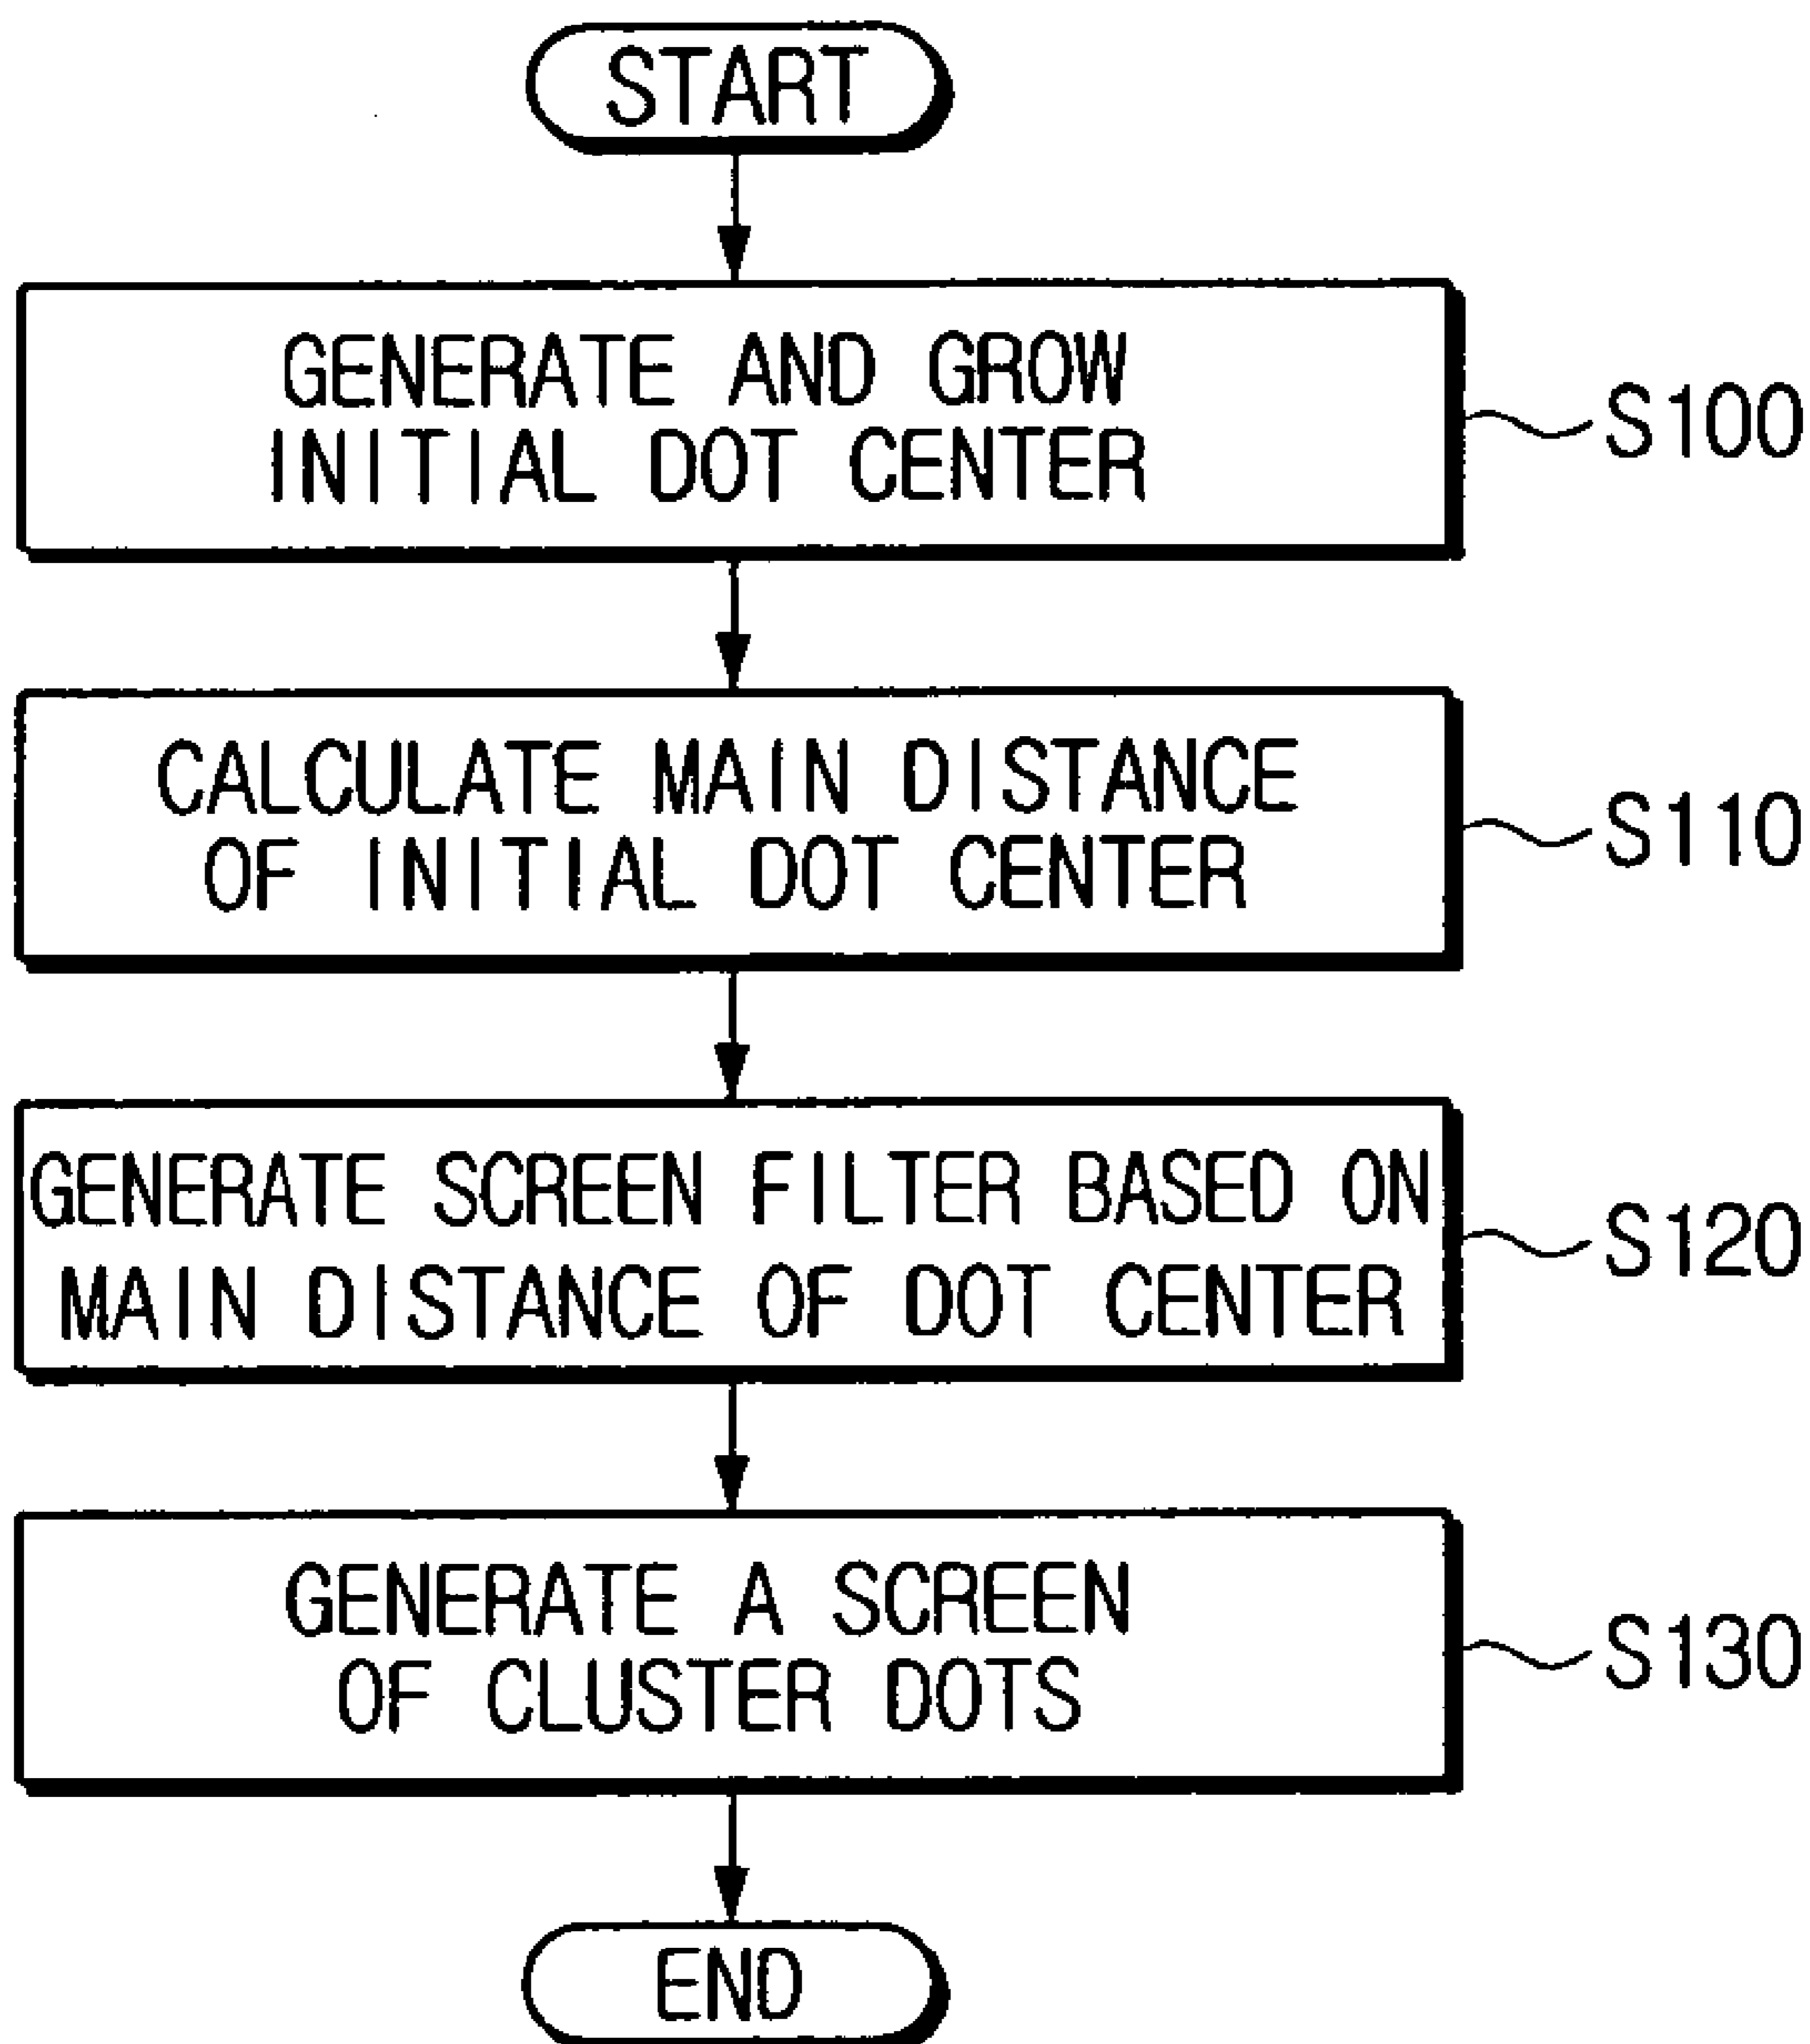 START
GENERATE AND GROW
INITIAL DOT CENTER
S100
CALCULATE MAIN DISTANCE
OF INITIAL DOT CENTER
S110
GENERATE SCREEN FILTER BASED ON
MAIN DISTANCE OF DOT CENTER
S120
GENERATE A SCREEN
OF CLUSTER DOTS
S130
END